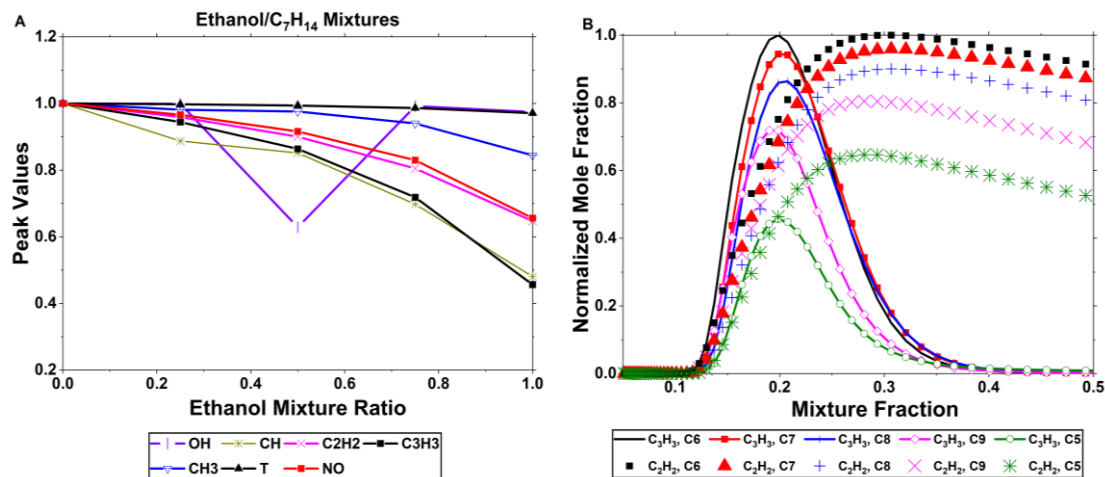 A
Ethanol/C₇H₁₄ Mixtures
1.2
1.0
0.8
0.6
0.4
0.2
Peak Values
0.0 0.2 0.4 0.6 0.8 1.0
Ethanol Mixture Ratio
OH CH C2H2 C3H3
CH3 T NO
B
1.0
0.8
0.6
0.4
0.2
0.0
Normalized Mole Fraction
0.1 0.2 0.3 0.4 0.5
Mixture Fraction
C₃H₃, C6 C₃H₃, C7 C₃H₃, C8 C₃H₃, C9 C₃H₃, C5
C₂H₂, C6 C₂H₂, C7 C₂H₂, C8 C₂H₂, C9 C₂H₂, C5